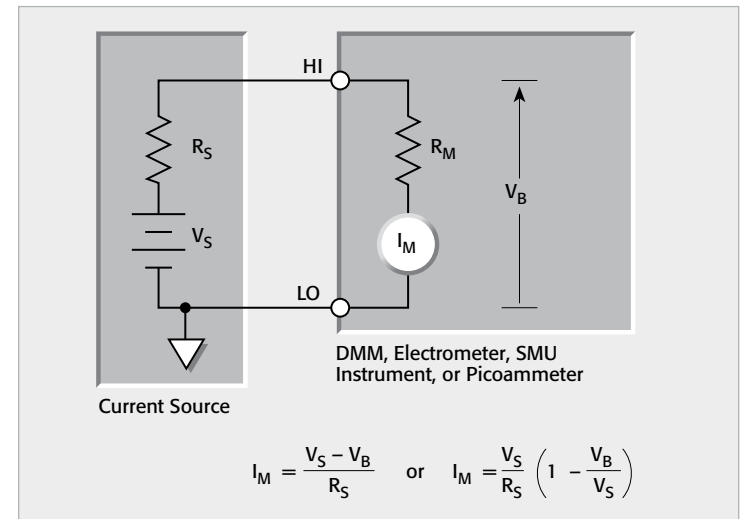 HI
R_S
R_M
V_B
V_S
I_M
LO
DMM, Electrometer, SMU
Instrument, or Picoammeter
Current Source
I_M = (V_S – V_B) / R_S or I_M = V_S / R_S (1 – V_B / V_S)